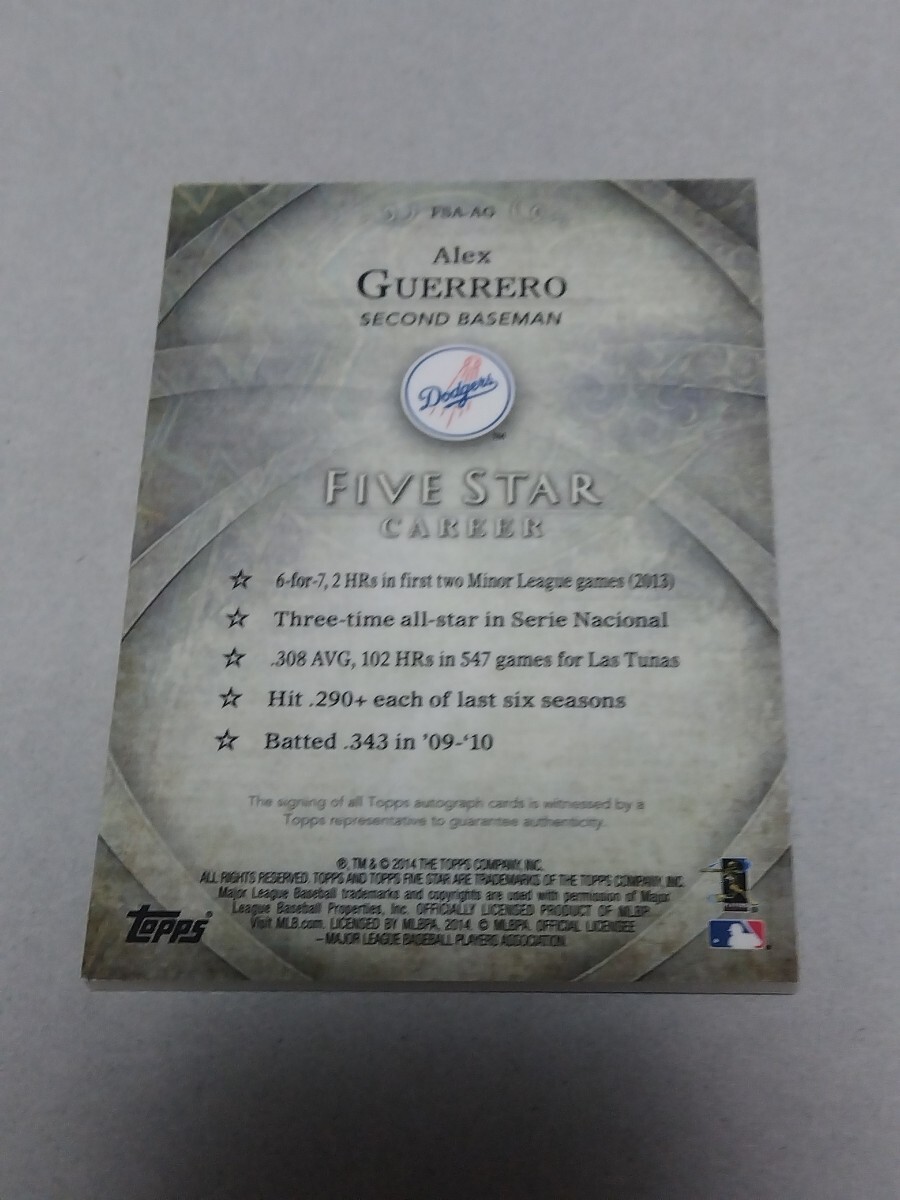 FSA-AG
Alex
GUERRERO
SECOND BASEMAN
Dodgers
TM
FIVE STAR
CAREER
☆ 6-for-7, 2 HRs in first two Minor League games (2013)
☆ Three-time all-star in Serie Nacional
☆ .308 AVG, 102 HRs in 547 games for Las Tunas
☆ Hit .290+ each of last six seasons
☆ Batted .343 in ’09-‘10
The signing of all Topps autograph cards is witnessed by a
Topps representative to guarantee authenticity.
®, TM & © 2014 THE TOPPS COMPANY, INC.
ALL RIGHTS RESERVED. TOPPS AND TOPPS FIVE STAR ARE TRADEMARKS OF THE TOPPS COMPANY, INC.
Major League Baseball trademarks and copyrights are used with permission of Major
League Baseball Properties, Inc. OFFICIALLY LICENSED PRODUCT OF MLBP.
Visit MLB.com. LICENSED BY MLBPA, 2014. © MLBPA. OFFICIAL LICENSEE
– MAJOR LEAGUE BASEBALL PLAYERS ASSOCIATION.
topps®